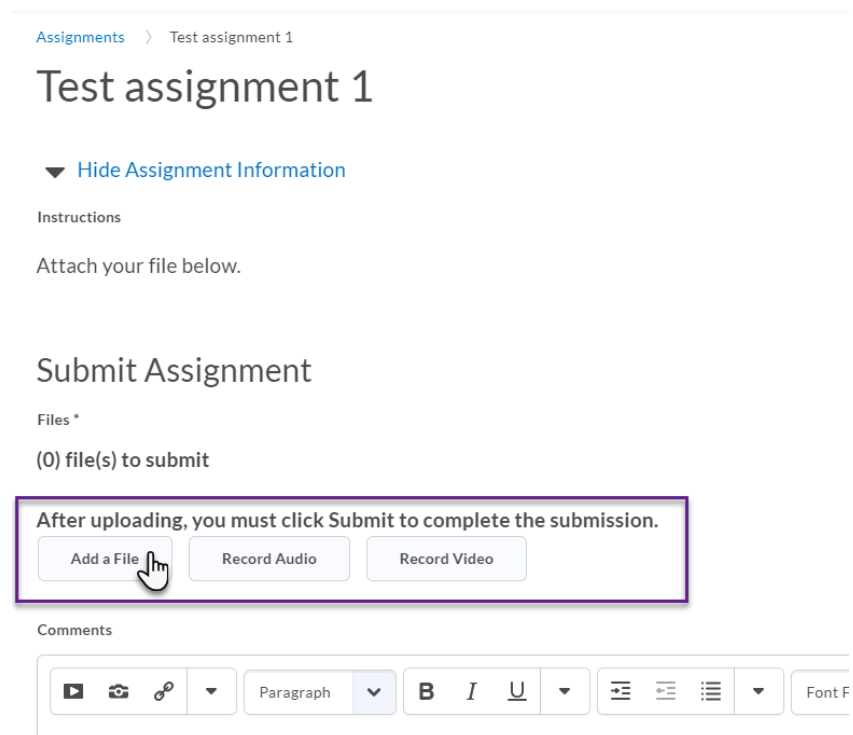 Assignments > Test assignment 1
Test assignment 1
Hide Assignment Information
Instructions
Attach your file below.
Submit Assignment
Files *
(0) file(s) to submit
After uploading, you must click Submit to complete the submission.
Add a File Record Audio Record Video
Comments
Paragraph B I U Font F